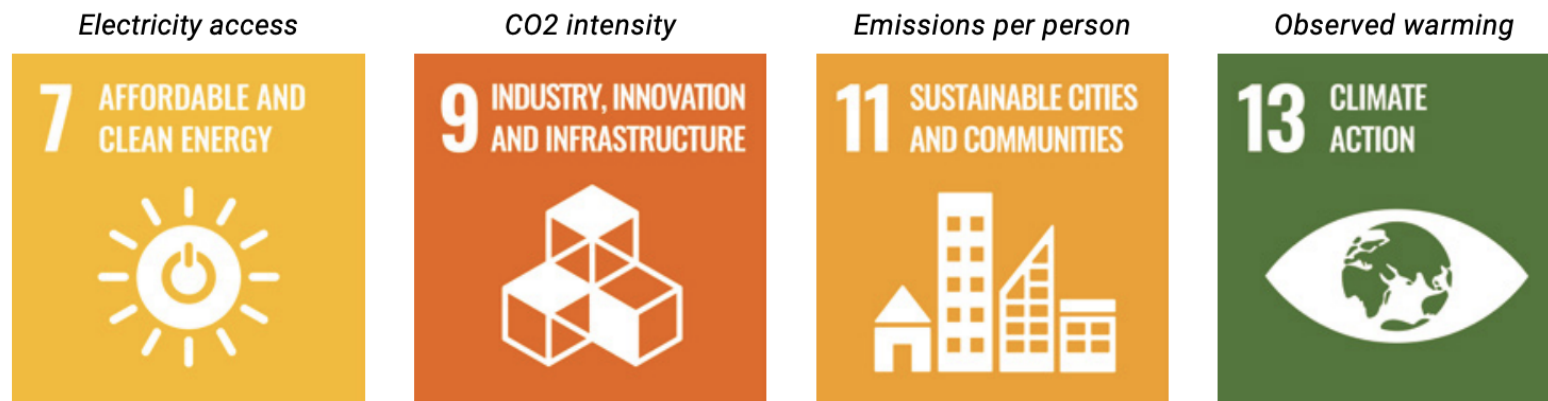 Electricity access
CO2 intensity
Emissions per person
Observed warming
7 AFFORDABLE AND
CLEAN ENERGY
9 INDUSTRY, INNOVATION
AND INFRASTRUCTURE
11 SUSTAINABLE CITIES
AND COMMUNITIES
13 CLIMATE
ACTION